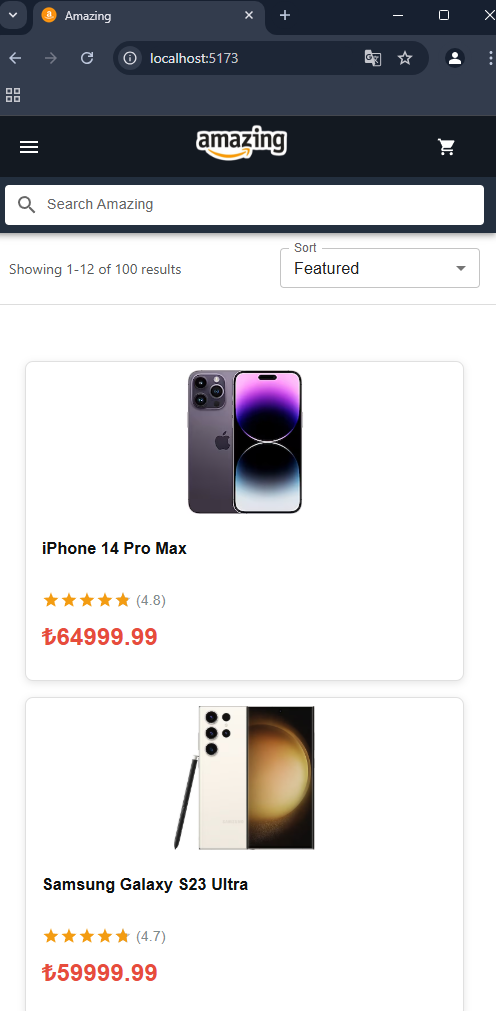 Amazing
localhost:5173
amazing
Search Amazing
Showing 1-12 of 100 results
Sort
Featured
iPhone 14 Pro Max
(4.8)
₺64999.99
Samsung Galaxy S23 Ultra
(4.7)
₺59999.99